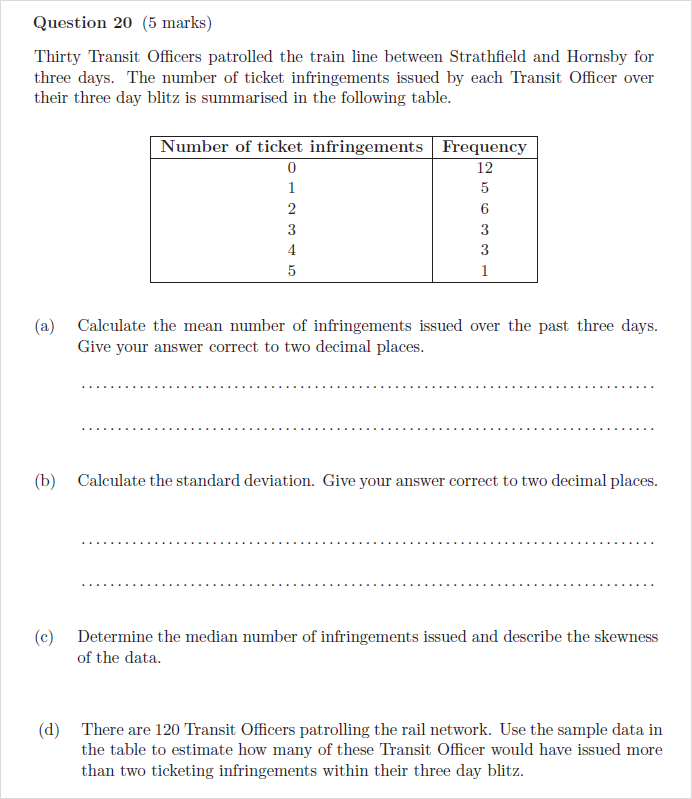 Question 20 (5 marks)
Thirty Transit Officers patrolled the train line between Strathfield and Hornsby for
three days. The number of ticket infringements issued by each Transit Officer over
their three day blitz is summarised in the following table.
Number of ticket infringements Frequency
0 12
1 5
2 6
3 3
4 3
5 1
(a) Calculate the mean number of infringements issued over the past three days.
Give your answer correct to two decimal places.
(b) Calculate the standard deviation. Give your answer correct to two decimal places.
(c) Determine the median number of infringements issued and describe the skewness
of the data.
(d) There are 120 Transit Officers patrolling the rail network. Use the sample data in
the table to estimate how many of these Transit Officer would have issued more
than two ticketing infringements within their three day blitz.